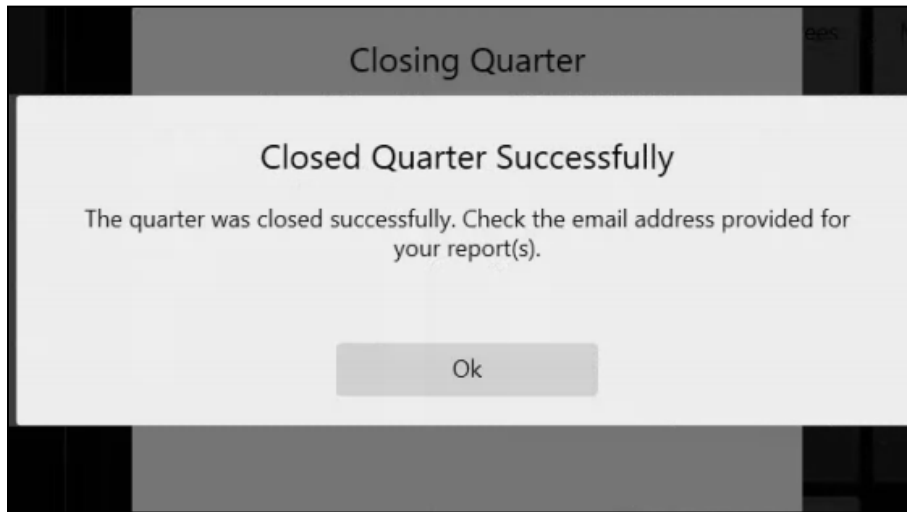 ees
Closing Quarter
Closed Quarter Successfully
The quarter was closed successfully. Check the email address provided for
your report(s).
Ok